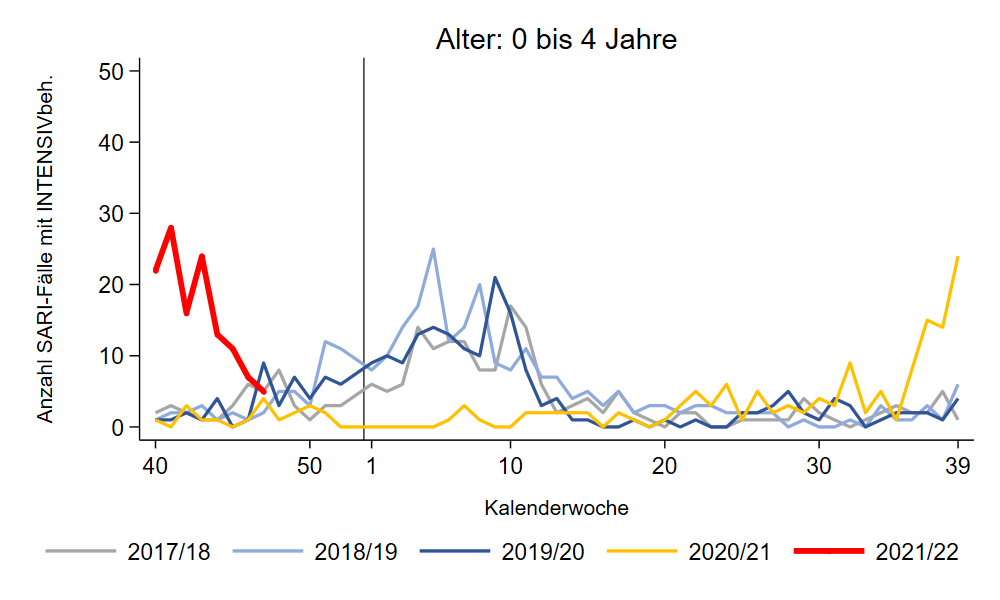 Alter: 0 bis 4 Jahre
Anzahl SARI-Fälle mit INTENSIVbeh.
50
40
30
20
10
0
40 50 1 10 20 30 39
Kalenderwoche
2017/18 2018/19 2019/20 2020/21 2021/22